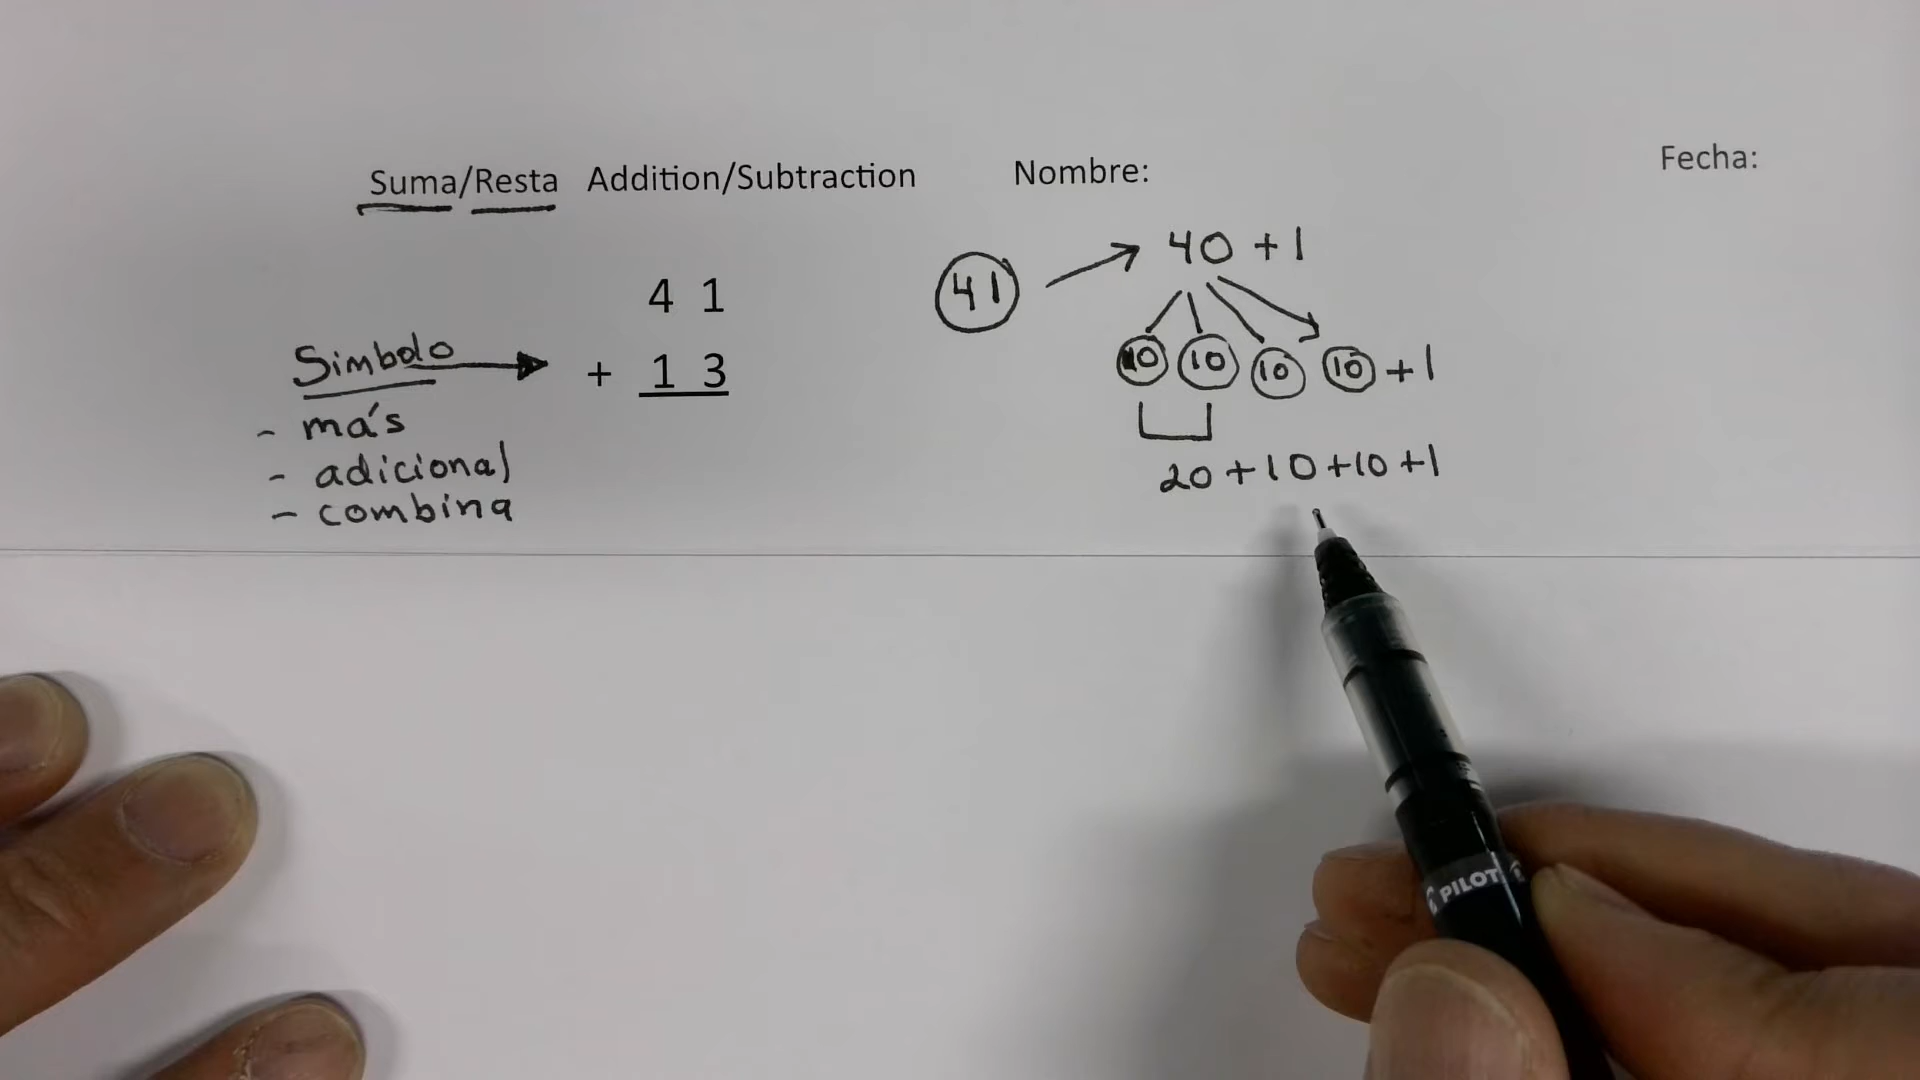 Suma/Resta Addition/Subtraction Nombre: Fecha:
41 → 40 + 1
4 1
Simbolo + 1 3
10 10 10 10 + 1
- más
- adicional
- combina
20 + 10 + 10 + 1
PILOT